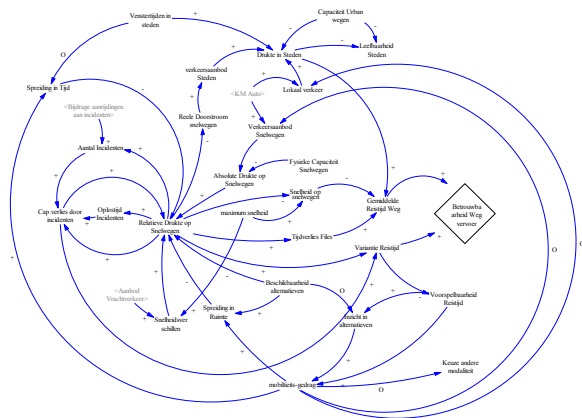 Venstertijden in
steden
Capaciteit Urban
wegen
O
Drukte in Steden
Leefbaarheid
Steden
Spreiding in Tijd
verkeersaanbod
Steden
<KM Auto>
Lokaal verkeer
<Bijdrage aanrijdingen
aan incidenten>
Reele Doorstroom
snelwegen
Verkeersaanbod
Snelwegen
Aantal Incidenten
Absolute Drukte op
Snelwegen
Fysieke Capaciteit
Snelwegen
Snelheid op
snelwegen
Gemiddelde
Reistijd Weg
Betrouwba
arheid Weg
vervoer
Cap.verlies door
incidenten
Oplostijd
Incidenten
Relatieve Drukte op
Snelwegen
maximum snelheid
Tijdverlies Files
Variantie Reistijd
O
O
Beschikbaarheid
alternatieven
O
<Aanbod
Vrachtverkeer>
Snelheidsver
schillen
Spreiding in
Ruimte
Inzicht in
alternatieven
Voorspelbaarheid
Reistijd
mobiliteits-gedrag
Keuze andere
modaliteit
O